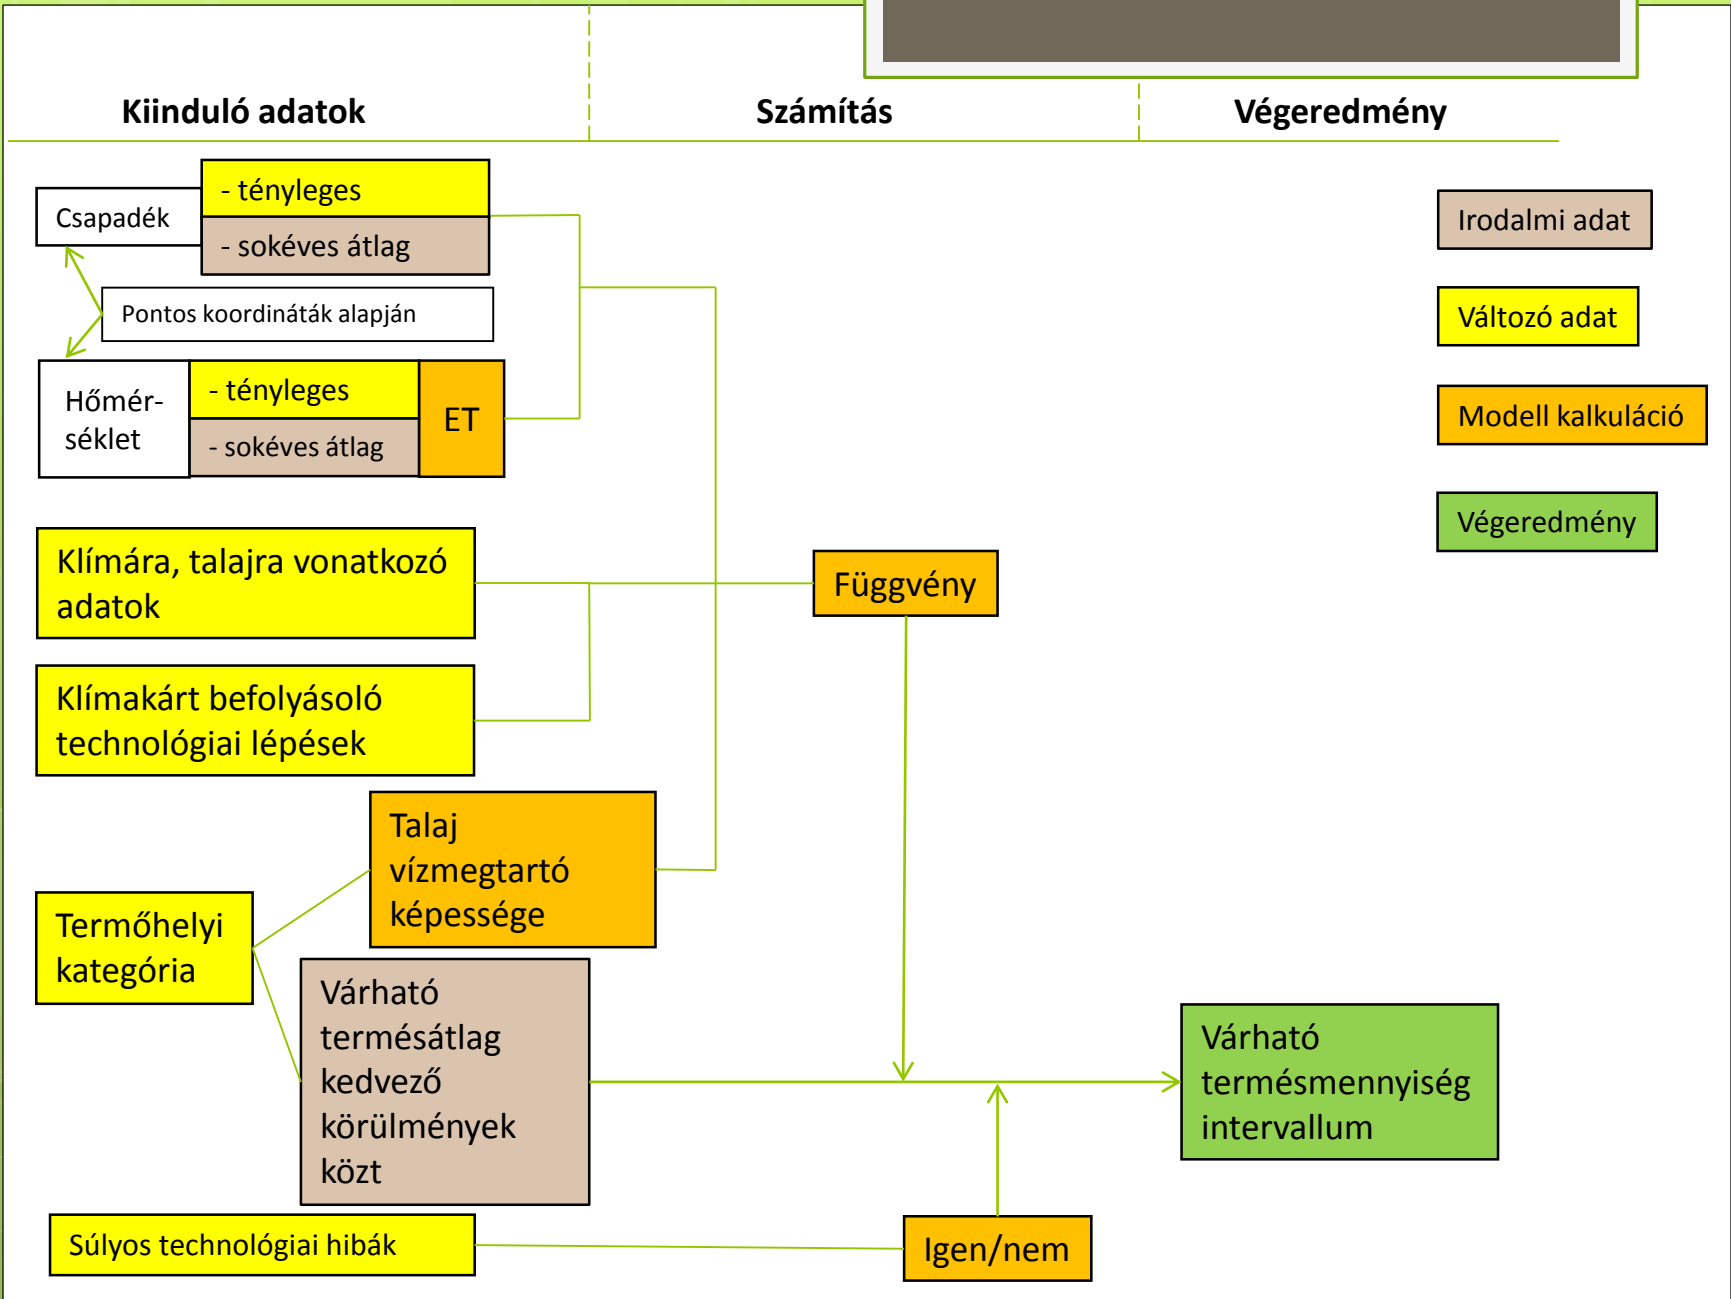 Kiinduló adatok
Számítás
Végeredmény
Csapadék
- tényleges
- sokéves átlag
Pontos koordináták alapján
Hőmér-
séklet
- tényleges
- sokéves átlag
ET
Irodalmi adat
Változó adat
Modell kalkuláció
Végeredmény
Klímára, talajra vonatkozó
adatok
Függvény
Klímakárt befolyásoló
technológiai lépések
Talaj
vízmegtartó
képessége
Termőhelyi
kategória
Várható
termésátlag
kedvező
körülmények
közt
Várható
termésmennyiség
intervallum
Súlyos technológiai hibák
Igen/nem